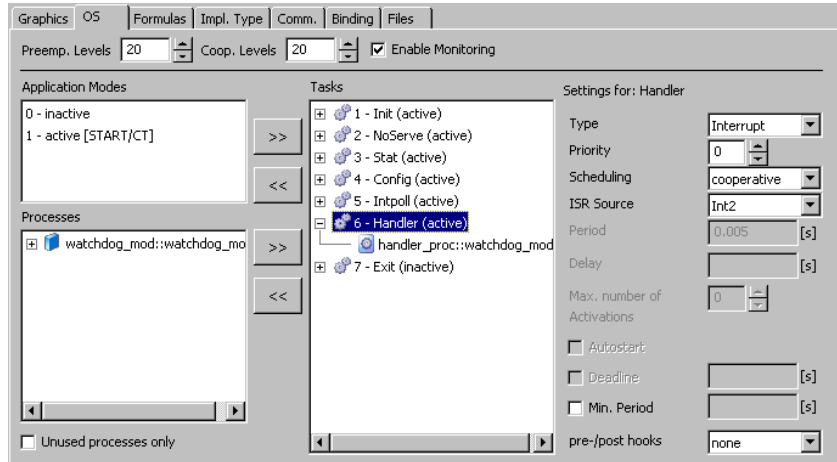 Graphics OS Formulas Impl. Type Comm. Binding Files
Preemp. Levels 20 Coop. Levels 20 Enable Monitoring
Application Modes
0 - inactive
1 - active [START/CT]
>>
<<
Processes
watchdog_mod::watchdog_mo
>>
<<
Unused processes only
Tasks
1 - Init (active)
2 - NoServe (active)
3 - Stat (active)
4 - Config (active)
5 - Intpoll (active)
6 - Handler (active)
handler_proc::watchdog_mod
7 - Exit (inactive)
Settings for: Handler
Type Interrupt
Priority 0
Scheduling cooperative
ISR Source Int2
Period 0.005 [s]
Delay [s]
Max. number of 0
Activations
Autostart
Deadline [s]
Min. Period [s]
pre-/post hooks none